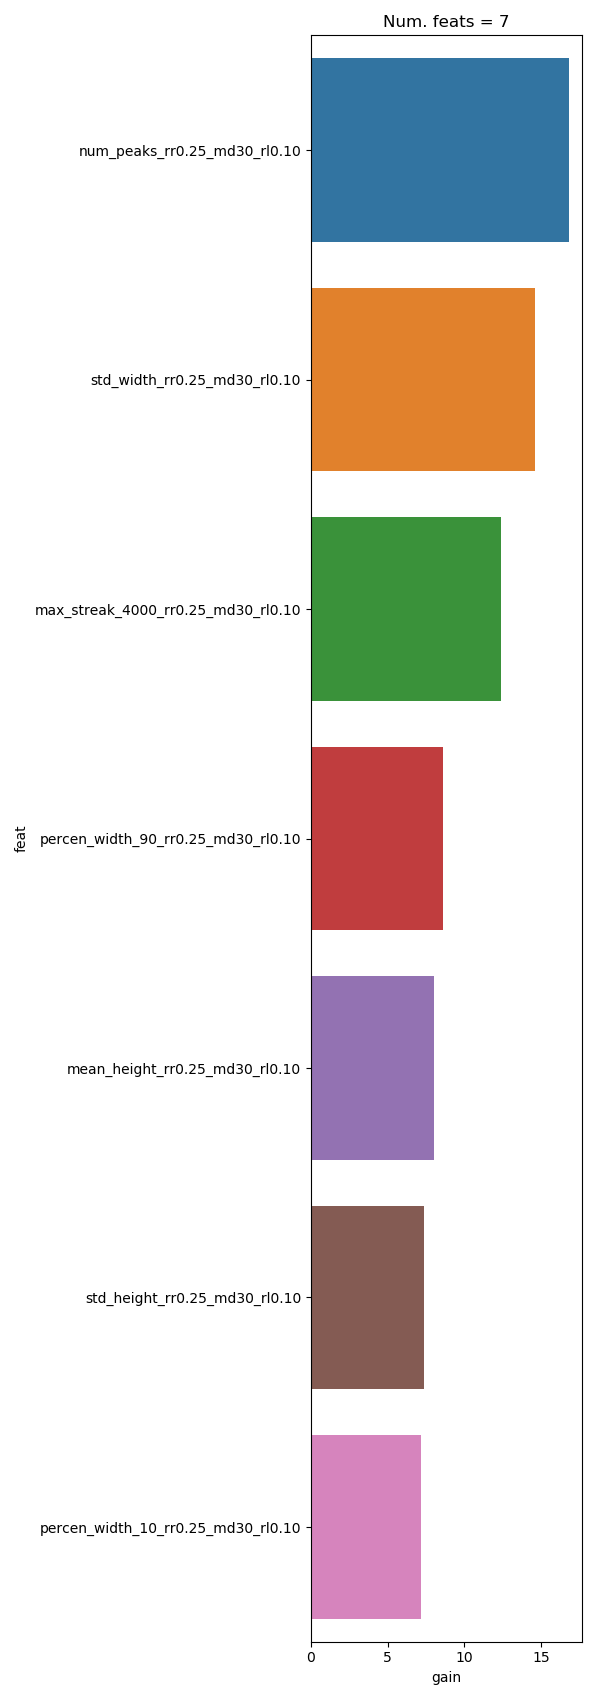 Num. feats = 7
num_peaks_rr0.25_md30_rl0.10
std_width_rr0.25_md30_rl0.10
max_streak_4000_rr0.25_md30_rl0.10
percen_width_90_rr0.25_md30_rl0.10
feat
mean_height_rr0.25_md30_rl0.10
std_height_rr0.25_md30_rl0.10
percen_width_10_rr0.25_md30_rl0.10
0 5 10 15
gain